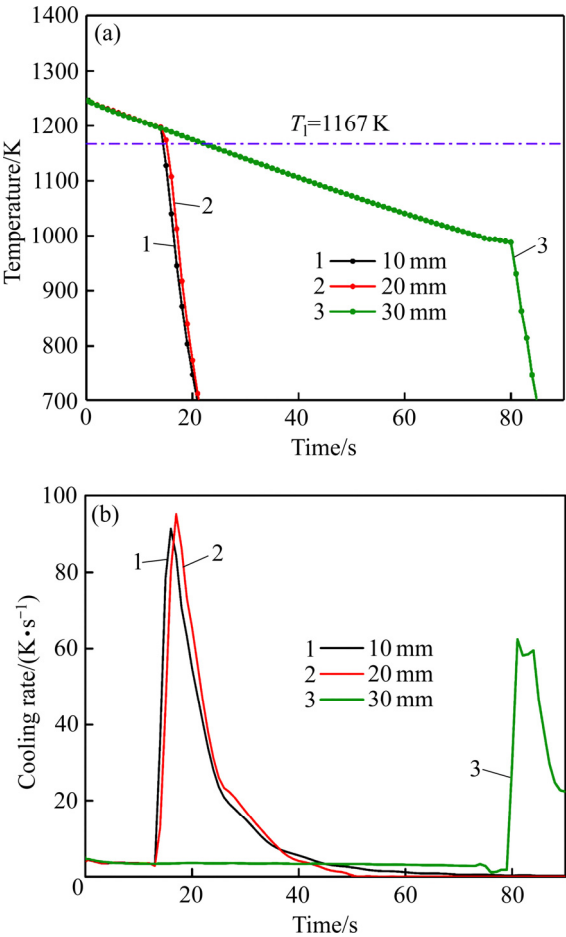 (a)
1400
1300
1200
1100
1000
900
800
700
Temperature/K
Tl=1167 K
2
1
3
1 10 mm
2 20 mm
3 30 mm
0 20 40 60 80
Time/s
(b)
100
80
60
40
20
0
Cooling rate/(K•s−1)
1
2
3
1 10 mm
2 20 mm
3 30 mm
20 40 60 80
Time/s